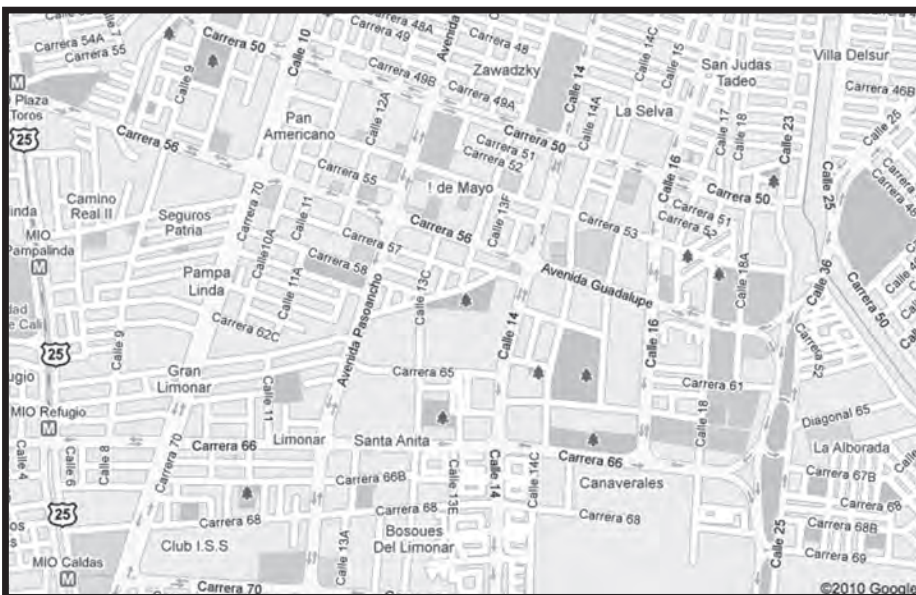 Carrera 54A
Carrera 55
M
Plaza
Toros
25
Carrera 56
Carrera 50
Calle 9
Calle 10
48A
Carrera 49
Avenida
Carrera 48
Carrera 49B
Zawadzky
Carrera 49A
Calle 14
Calle 14C
Calle 15
San Judas
Tadeo
Villa Delsur
Carrera 46B
Calle 25
La Selva
Calle 14A
Calle 17
Calle 18
Calle 23
Pan
Americano
Calle 12A
Carrera 51
Carrera 50
Carrera 52
Calle 16
Carrera 50
Carrera 51
Carrera 52
Calle 25
Carrera 55
! de Mayo
Carrera 70
Calle 11
Calle 13F
Carrera 53
Camino
Real II
Seguros
Patria
MIO
Pampalinda
M
Calle10A
Carrera 57
Carrera 56
Carrera 58
Pampa
Linda
Calle 11A
Calle 13C
Avenida Guadalupe
Calle 18A
Calle 36
Carrera 50
de Cali
25
Calle 9
Carrera 62C
Avenida Pasoancho
Calle 14
Calle 16
Carrera 52
Gran
Limonar
Carrera 65
Carrera 61
Calle 11
Calle 18
MIO Refugio
M
Diagonal 65
Limonar
Santa Anita
La Alborada
Calle 4
Calle 8
Carrera 70
Carrera 66
Carrera 66
Carrera 66B
Calle 13E
Calle 14
Calle 14C
Canaverales
Carrera 67B
Carrera 68
25
Carrera 68
Carrera 68
Carrera 68
Carrera 68B
Club I.S.S
Calle 13A
Bosques
Del Limonar
Calle 25
Carrera 69
MIO Caldas
M
Carrera 70
©2010 Google